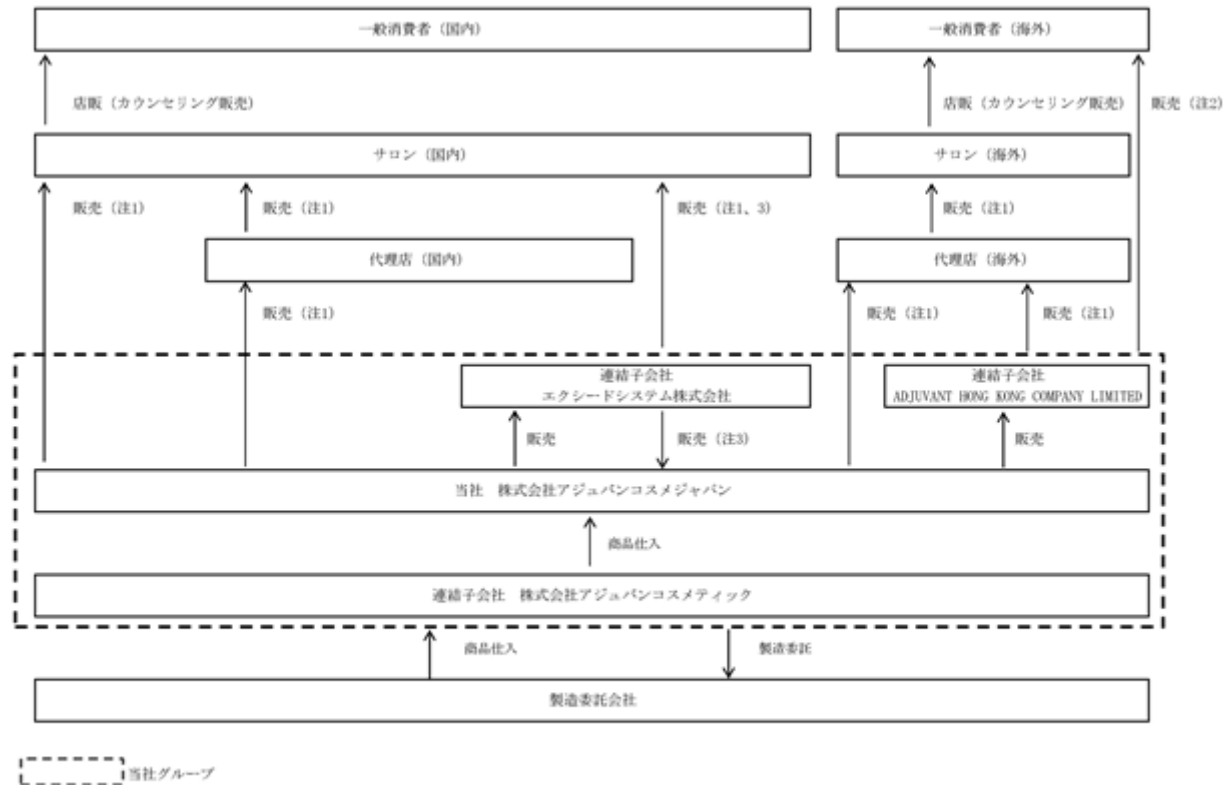 一般消費者（国内）
一般消費者（海外）
店販（カウンセリング販売）
店販（カウンセリング販売）
販売（注2）
サロン（国内）
サロン（海外）
販売（注1）
販売（注1）
販売（注1、3）
販売（注1）
代理店（国内）
代理店（海外）
販売（注1）
販売（注1）
販売（注1）
連結子会社
エクシードシステム株式会社
連結子会社
ADJUVANT HONG KONG COMPANY LIMITED
販売
販売（注3）
販売
当社　株式会社アジュバンコスメジャパン
商品仕入
連結子会社　株式会社アジュバンコスメティック
商品仕入
製造委託
製造委託会社
当社グループ